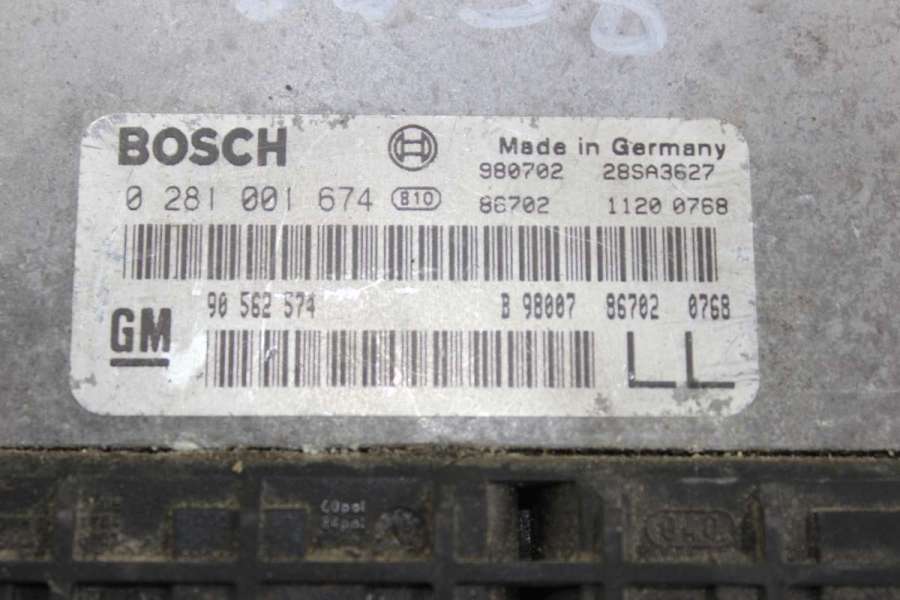 BOSCH
Made in Germany
980702 28SA3627
0 281 001 674 B10 86702 1120 0768
90 562 574 B 98007 86702 0768
GM
LL